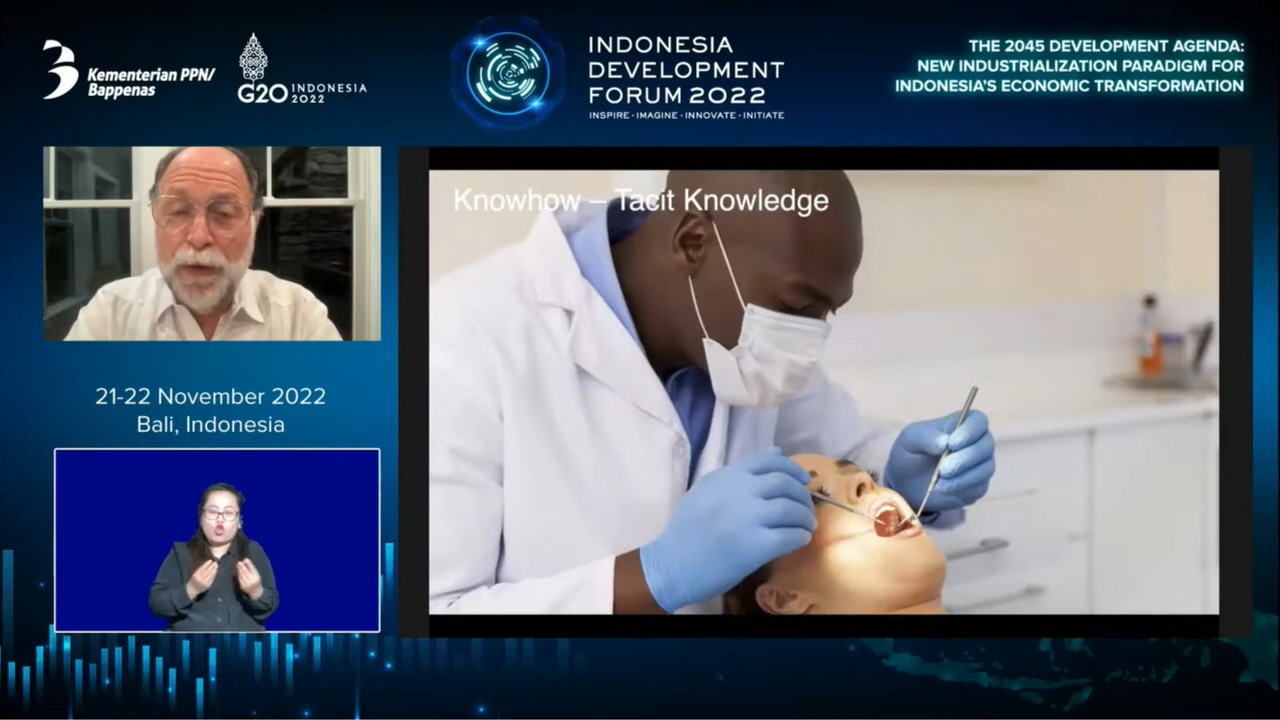 Kementerian PPN/
Bappenas
G20 INDONESIA
2022
INDONESIA
DEVELOPMENT
FORUM 2022
INSPIRE · IMAGINE · INNOVATE · INITIATE
THE 2045 DEVELOPMENT AGENDA:
NEW INDUSTRIALIZATION PARADIGM FOR
INDONESIA'S ECONOMIC TRANSFORMATION
Knowhow – Tacit Knowledge
21-22 November 2022
Bali, Indonesia